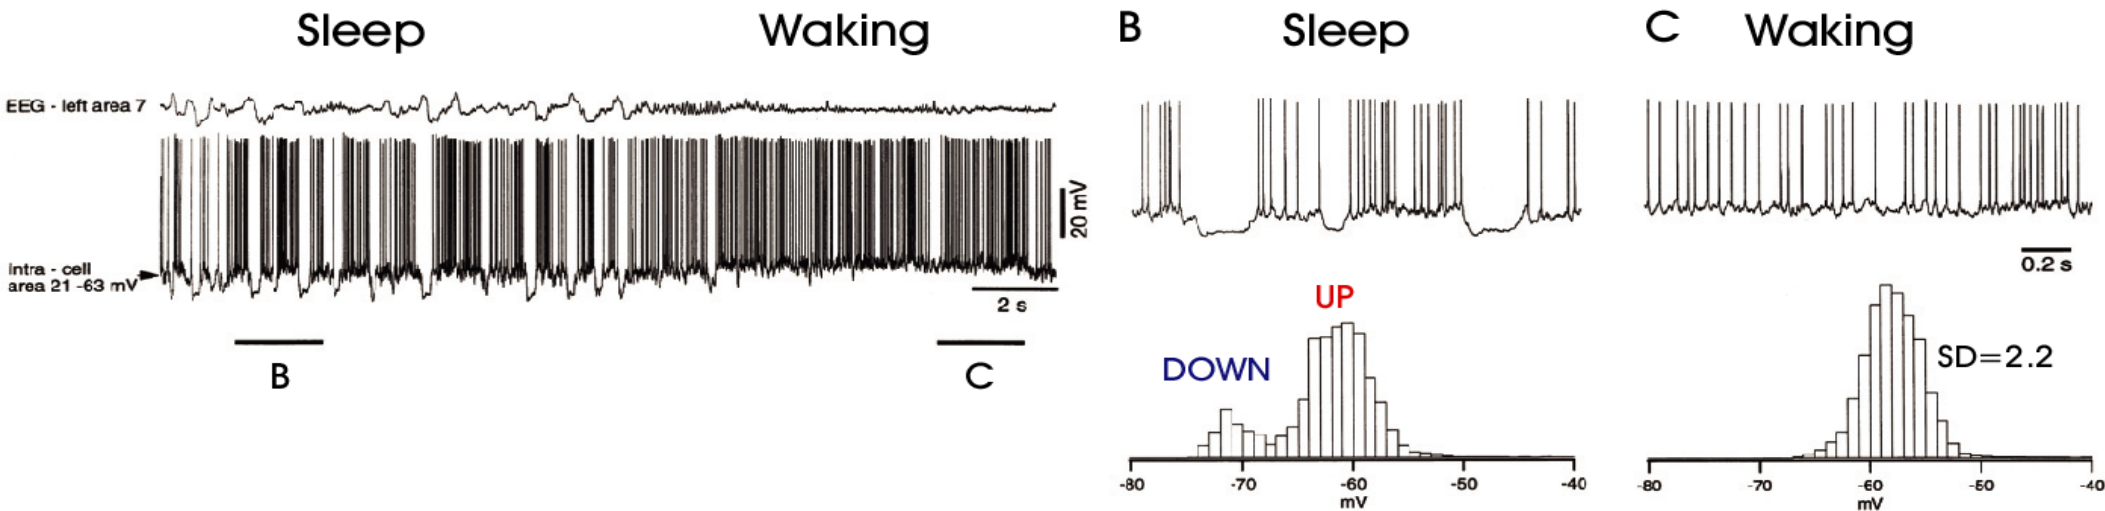 Sleep
Waking
EEG - left area 7
20 mV
Intra - cell
area 21 -63 mV
2 s
B
C
B
Sleep
DOWN
UP
-80
-70
-60
-50
-40
mV
C
Waking
0.2 s
SD=2.2
-80
-70
-60
-50
-40
mV